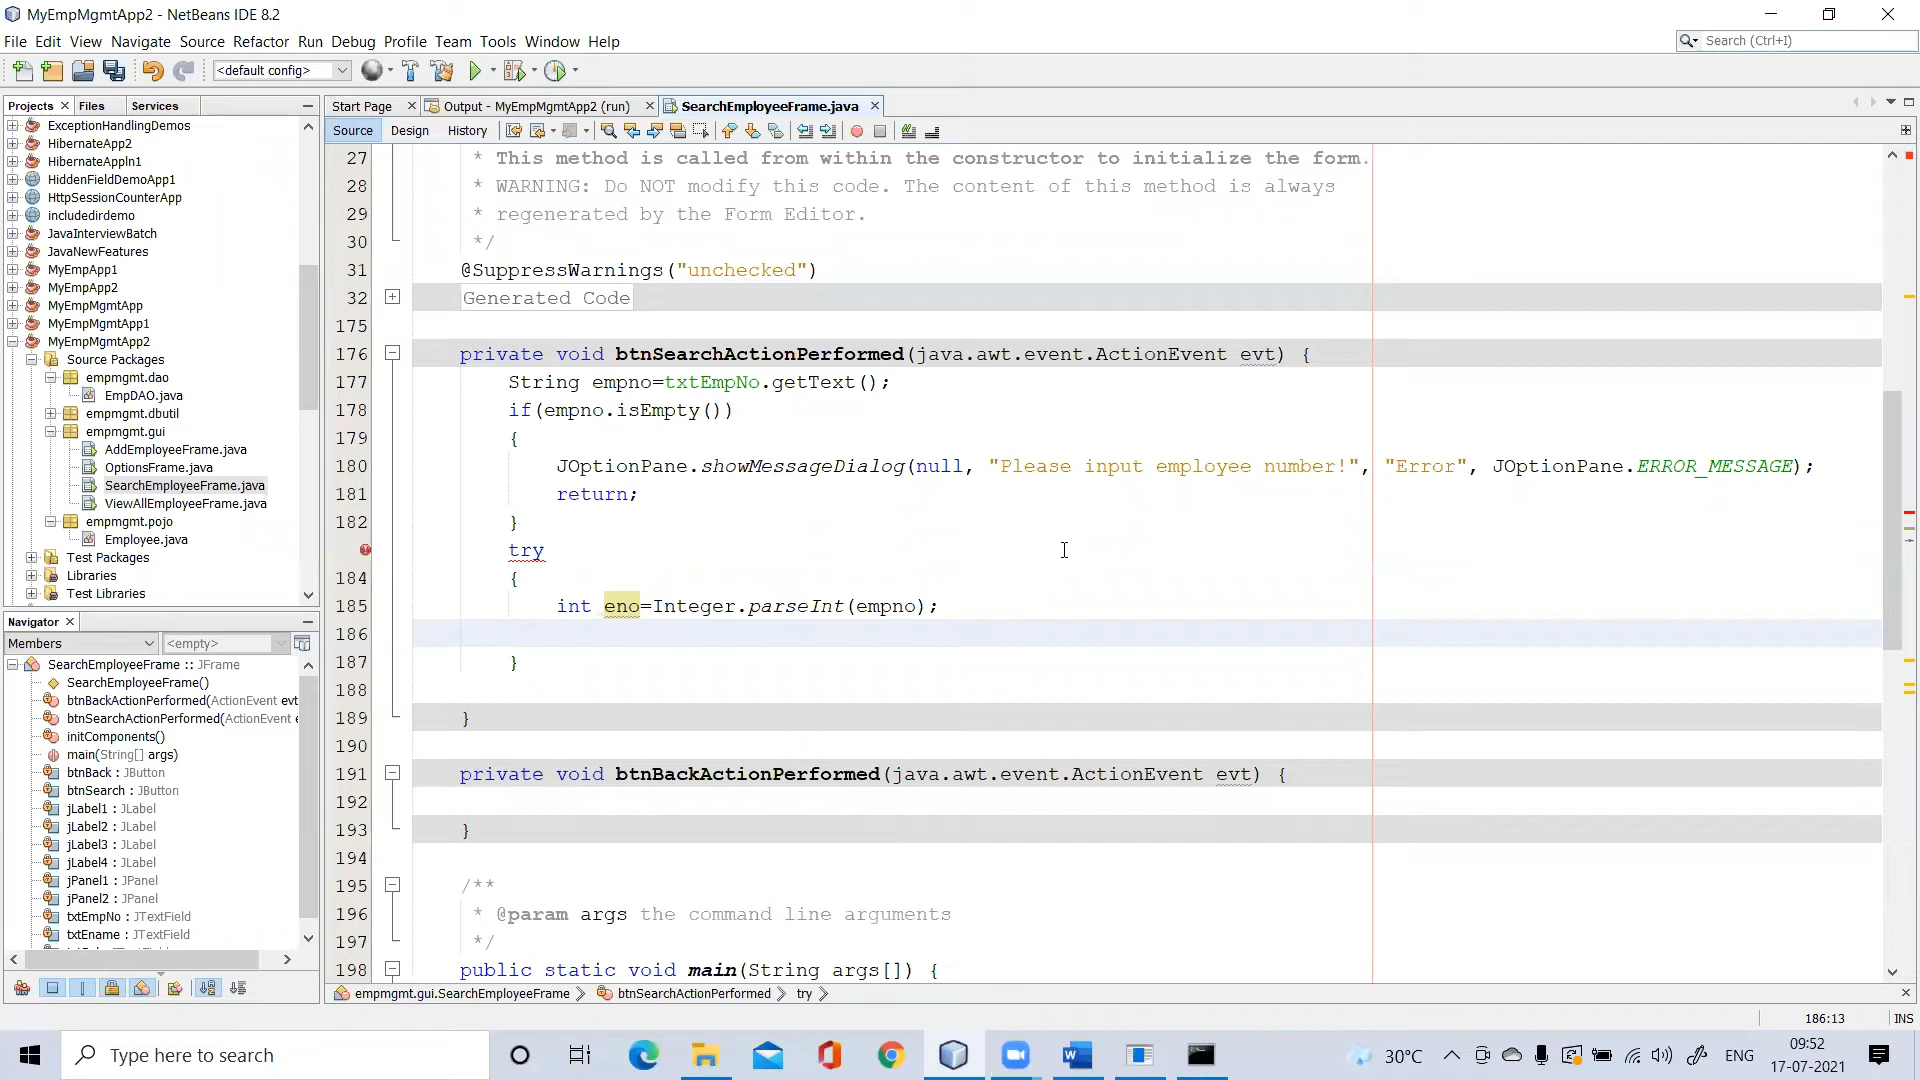 MyEmpMgmtApp2 - NetBeans IDE 8.2
File Edit View Navigate Source Refactor Run Debug Profile Team Tools Window Help
Search (Ctrl+I)
<default config>
Projects Files Services
Start Page Output - MyEmpMgmtApp2 (run) SearchEmployeeFrame.java
Source Design History
ExceptionHandlingDemos
HibernateApp2
HibernateAppln1
HiddenFieldDemoApp1
HttpSessionCounterApp
includedirdemo
JavaInterviewBatch
JavaNewFeatures
MyEmpApp1
MyEmpApp2
MyEmpMgmtApp
MyEmpMgmtApp1
MyEmpMgmtApp2
Source Packages
empmgmt.dao
EmpDAO.java
empmgmt.dbutil
empmgmt.gui
AddEmployeeFrame.java
OptionsFrame.java
SearchEmployeeFrame.java
ViewAllEmployeeFrame.java
empmgmt.pojo
Employee.java
Test Packages
Libraries
Test Libraries
Navigator
Members <empty>
SearchEmployeeFrame :: JFrame
SearchEmployeeFrame()
btnBackActionPerformed(ActionEvent evt
btnSearchActionPerformed(ActionEvent e
initComponents()
main(String[] args)
btnBack : JButton
btnSearch : JButton
jLabel1 : JLabel
jLabel2 : JLabel
jLabel3 : JLabel
jLabel4 : JLabel
jPanel1 : JPanel
jPanel2 : JPanel
txtEmpNo : JTextField
txtEname : JTextField
27 * This method is called from within the constructor to initialize the form.
28 * WARNING: Do NOT modify this code. The content of this method is always
29 * regenerated by the Form Editor.
30 */
31 @SuppressWarnings("unchecked")
32 Generated Code
175
176 private void btnSearchActionPerformed(java.awt.event.ActionEvent evt) {
177 String empno=txtEmpNo.getText();
178 if(empno.isEmpty())
179 {
180 JOptionPane.showMessageDialog(null, "Please input employee number!", "Error", JOptionPane.ERROR_MESSAGE);
181 return;
182 }
try
184 {
185 int eno=Integer.parseInt(empno);
186
187 }
188
189 }
190
191 private void btnBackActionPerformed(java.awt.event.ActionEvent evt) {
192
193 }
194
195 /**
196 * @param args the command line arguments
197 */
198 public static void main(String args[]) {
empmgmt.gui.SearchEmployeeFrame btnSearchActionPerformed try
186:13 INS
Type here to search
30°C
ENG
09:52
17-07-2021